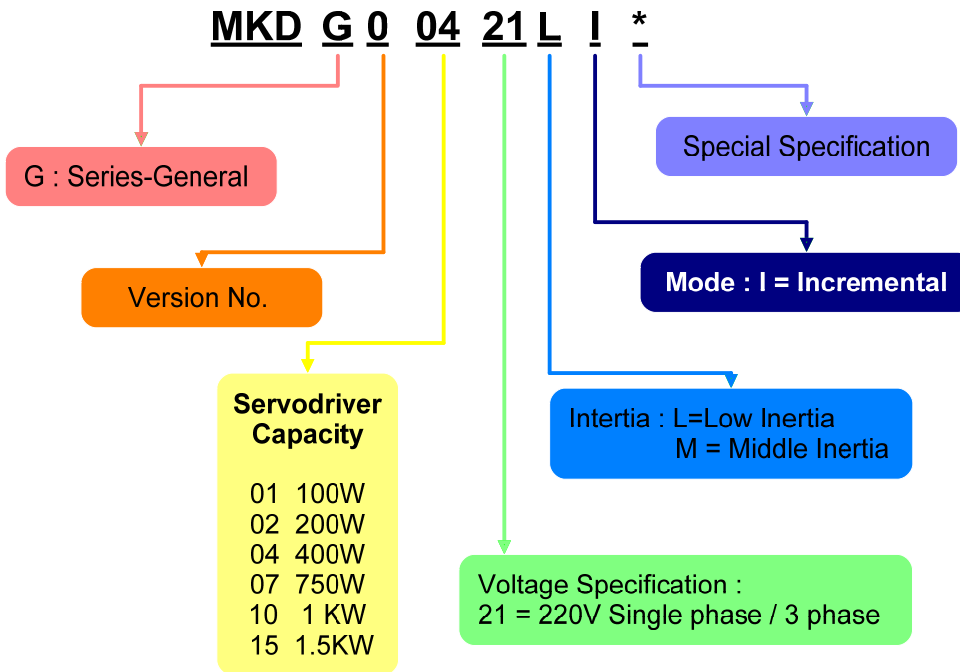 MKD G 0 04 21 L I *
Special Specification
G : Series-General
Mode : I = Incremental
Version No.
Servodriver
Capacity
01 100W
02 200W
04 400W
07 750W
10 1 KW
15 1.5KW
Intertia : L=Low Inertia
M = Middle Inertia
Voltage Specification :
21 = 220V Single phase / 3 phase